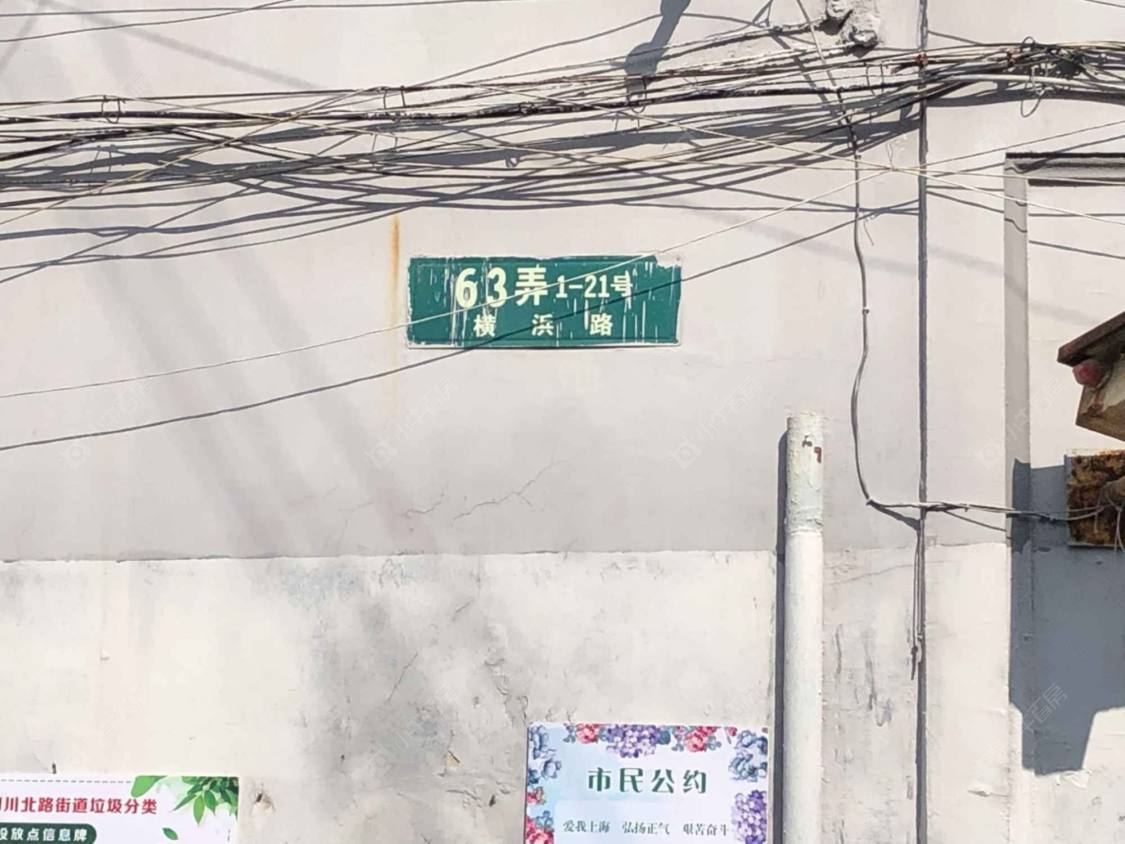 63弄1-21号
横浜路
川北路街道垃圾分类
投放点信息牌
市民公约
爱我上海 弘扬正气 艰苦奋斗